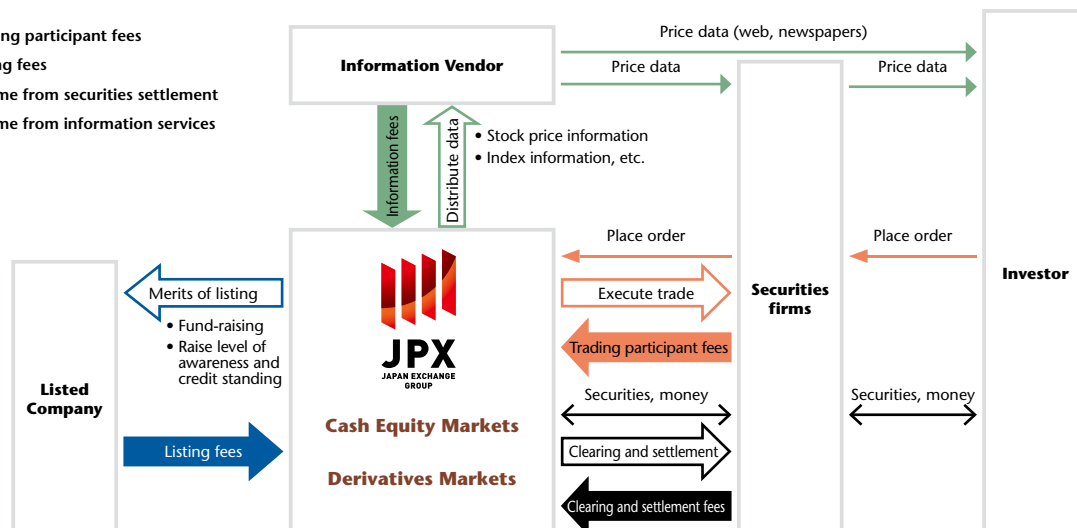 ing participant fees
ng fees
me from securities settlement
me from information services
Information Vendor
Price data (web, newspapers)
Price data
Price data
Information fees
Distribute data
• Stock price information
• Index information, etc.
Merits of listing
• Fund-raising
• Raise level of
awareness and
credit standing
Listed
Company
Listing fees
JPX
JAPAN EXCHANGE
GROUP
Cash Equity Markets
Derivatives Markets
Place order
Execute trade
Trading participant fees
Securities, money
Clearing and settlement
Clearing and settlement fees
Securities
firms
Place order
Securities, money
Investor